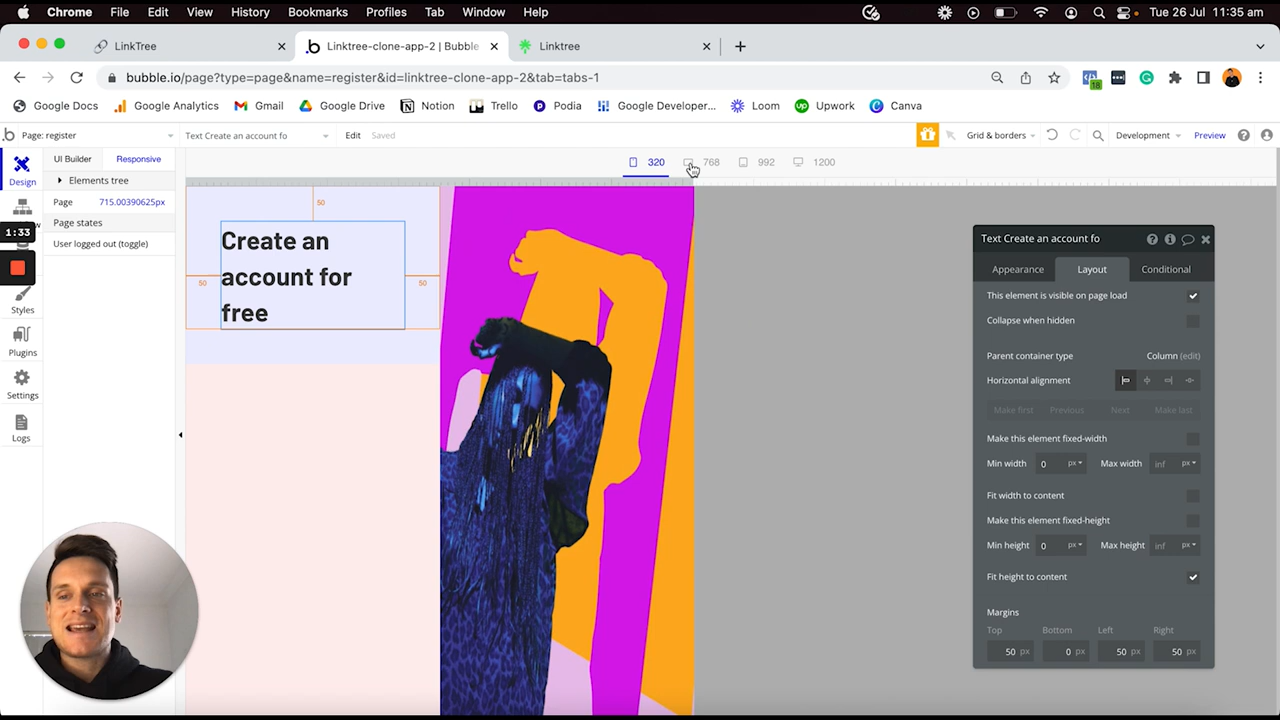 Chrome File Edit View History Bookmarks Profiles Tab Window Help Tue 26 Jul 11:35 am
LinkTree Linktree-clone-app-2 | Bubble Linktree
bubble.io/page?type=page&name=register&id=linktree-clone-app-2&tab=tabs-1
18
Google Docs Google Analytics Gmail Google Drive Notion Trello Podia Google Developer... Loom Upwork Canva
Page: register Text Create an account fo Edit Saved Grid & borders Development Preview
Design UI Builder Responsive 320 768 992 1200
Elements tree
Page 715.00390625px
Page states
User logged out (toggle)
1:33
Styles
Plugins
Settings
Logs
50
Create an
account for
free
50 50
Text Create an account fo
Appearance Layout Conditional
This element is visible on page load
Collapse when hidden
Parent container type Column (edit)
Horizontal alignment
Make first Previous Next Make last
Make this element fixed-width
Min width 0 px Max width inf px
Fit width to content
Make this element fixed-height
Min height 0 px Max height inf px
Fit height to content
Margins
Top Bottom Left Right
50 px 0 px 50 px 50 px